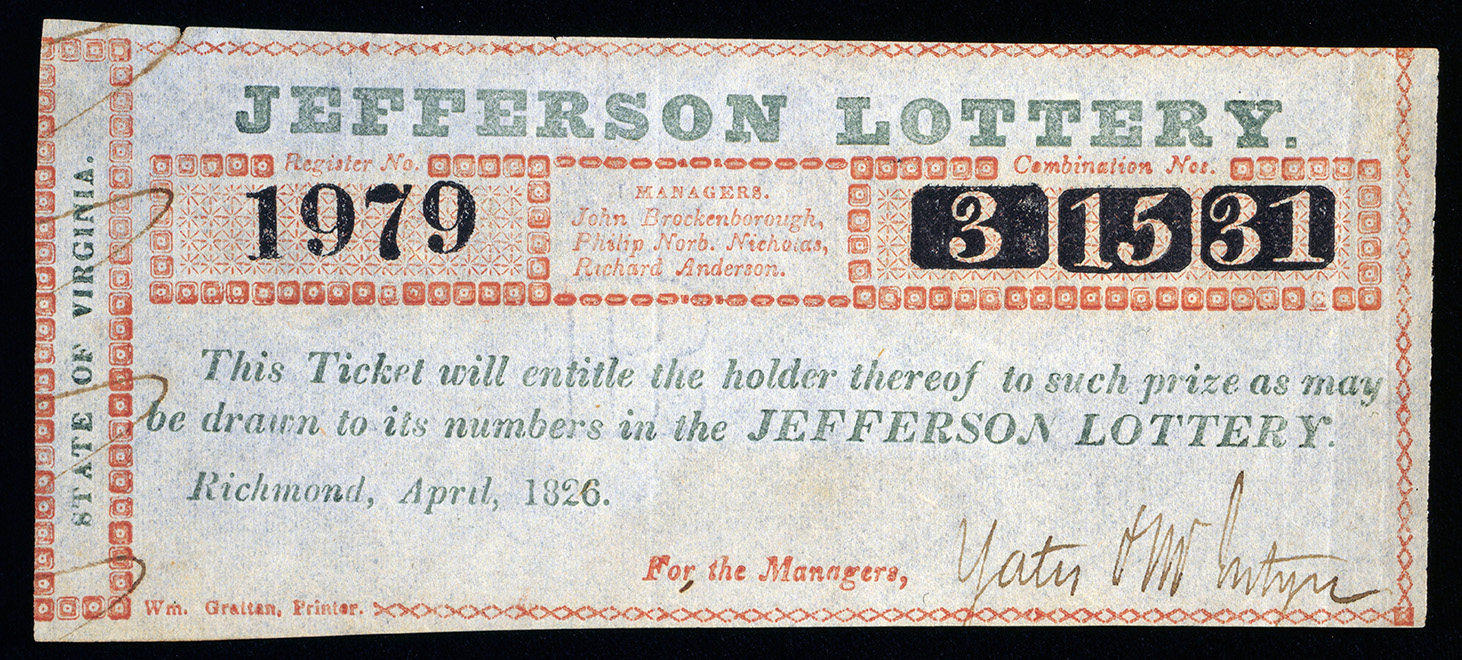 JEFFERSON LOTTERY.
Register No.
1979
MANAGERS.
John Brockenborough,
Philip Norb. Nicholas,
Richard Anderson.
Combination Nos.
3 15 31
STATE OF VIRGINIA.
This Ticket will entitle the holder thereof to such prize as may
be drawn to its numbers in the JEFFERSON LOTTERY.
Richmond, April, 1826.
For, the Managers,
Yates & McIntyre
Wm. Grattan, Printer.